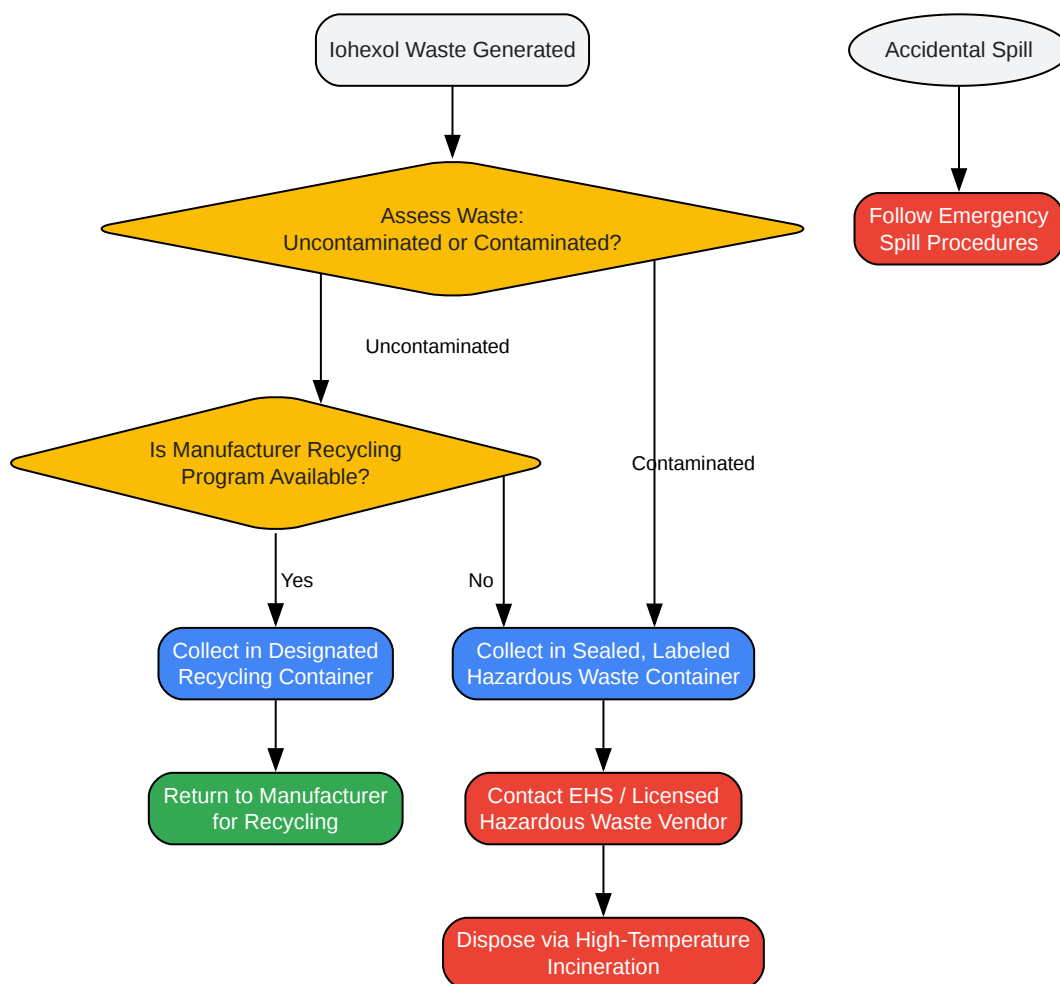 Iohexol Waste Generated
Accidental Spill
Assess Waste:
Uncontaminated or Contaminated?
Follow Emergency
Spill Procedures
Uncontaminated
Is Manufacturer Recycling
Program Available?
Contaminated
Yes
No
Collect in Designated
Recycling Container
Collect in Sealed, Labeled
Hazardous Waste Container
Return to Manufacturer
for Recycling
Contact EHS / Licensed
Hazardous Waste Vendor
Dispose via High-Temperature
Incineration